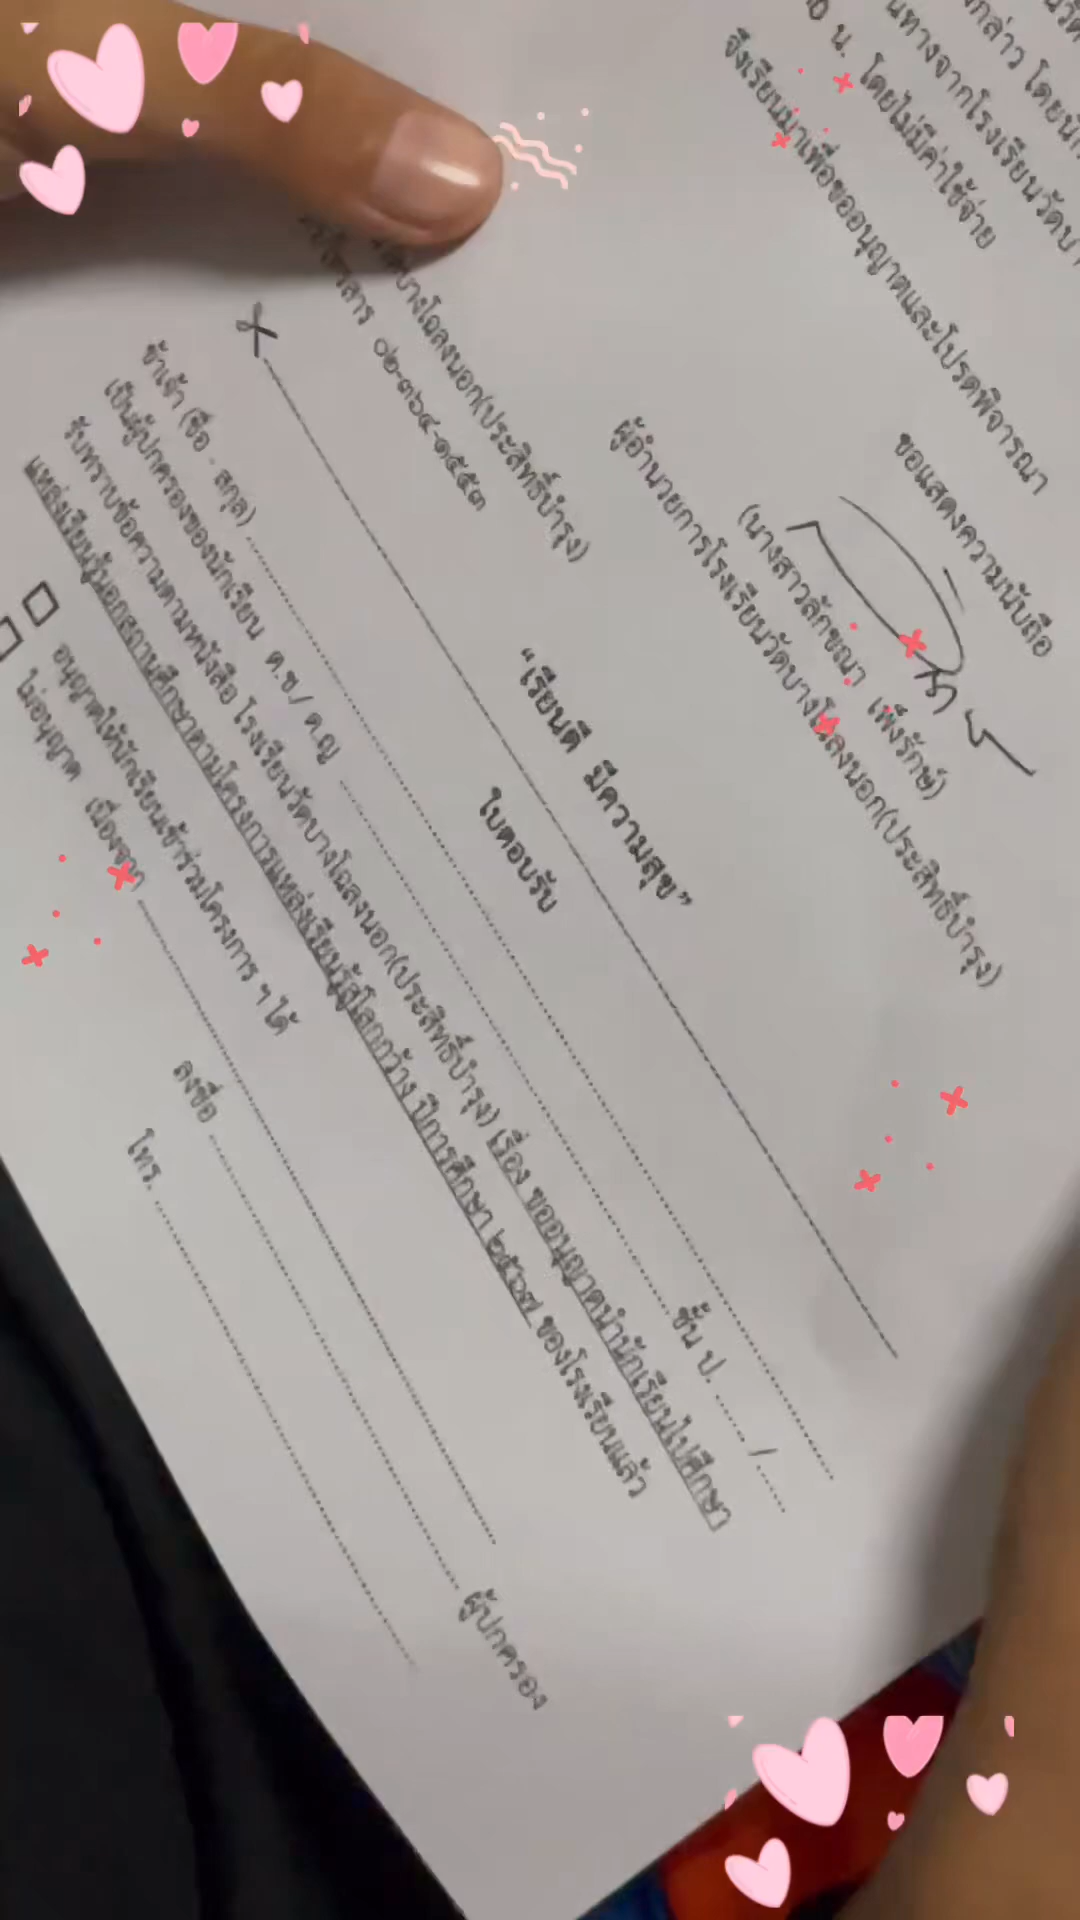 กล่าว โดยนัก
นทางจากโรงเรียนวัดบา
น. โดยไม่มีค่าใช้จ่าย
จึงเรียนมาเพื่อขออนุญาตและโปรดพิจารณา
ขอแสดงความนับถือ
(นางสาวลักขณา เพ็งรักษ์)
ผู้อำนวยการโรงเรียนวัดบางโฉลงนอก(ประสิทธิ์บำรุง)
บางโฉลงนอก(ประสิทธิ์บำรุง)
สาร ๐๒-๓๖๔-๑๕๕๓
“เรียนดี มีความสุข”
ใบตอบรับ
ข้าเจ้า (ชื่อ - สกุล)
เป็นผู้ปกครองของนักเรียน ด.ช./ ด.ญ ชั้น ป. ....... /.......
รับทราบข้อความตามหนังสือ โรงเรียนวัดบางโฉลงนอก(ประสิทธิ์บำรุง) เรื่อง ขออนุญาตนำนักเรียนไปศึกษา
แหล่งเรียนรู้นอกสถานศึกษาตามโครงการแหล่งเรียนรู้สู่โลกกว้าง ปีการศึกษา ๒๕๖๗ ของโรงเรียนแล้ว
อนุญาตให้นักเรียนเข้าร่วมโครงการ ฯ ได้
ไม่อนุญาต เนื่องจาก
ลงชื่อ ผู้ปกครอง
โทร.